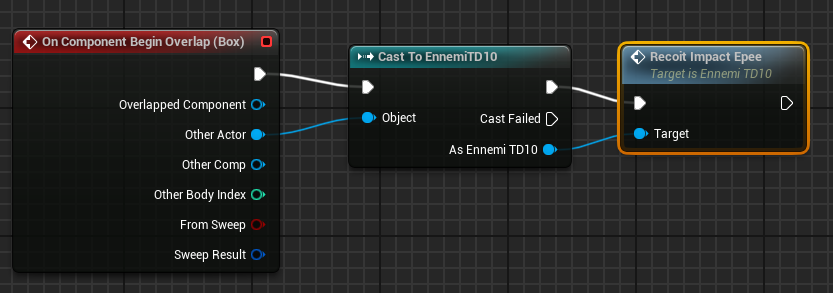 On Component Begin Overlap (Box)
Overlapped Component
Other Actor
Other Comp
Other Body Index
From Sweep
Sweep Result
Cast To EnnemiTD10
Object
Cast Failed
As Ennemi TD10
Recoit Impact Epee
Target is Ennemi TD10
Target